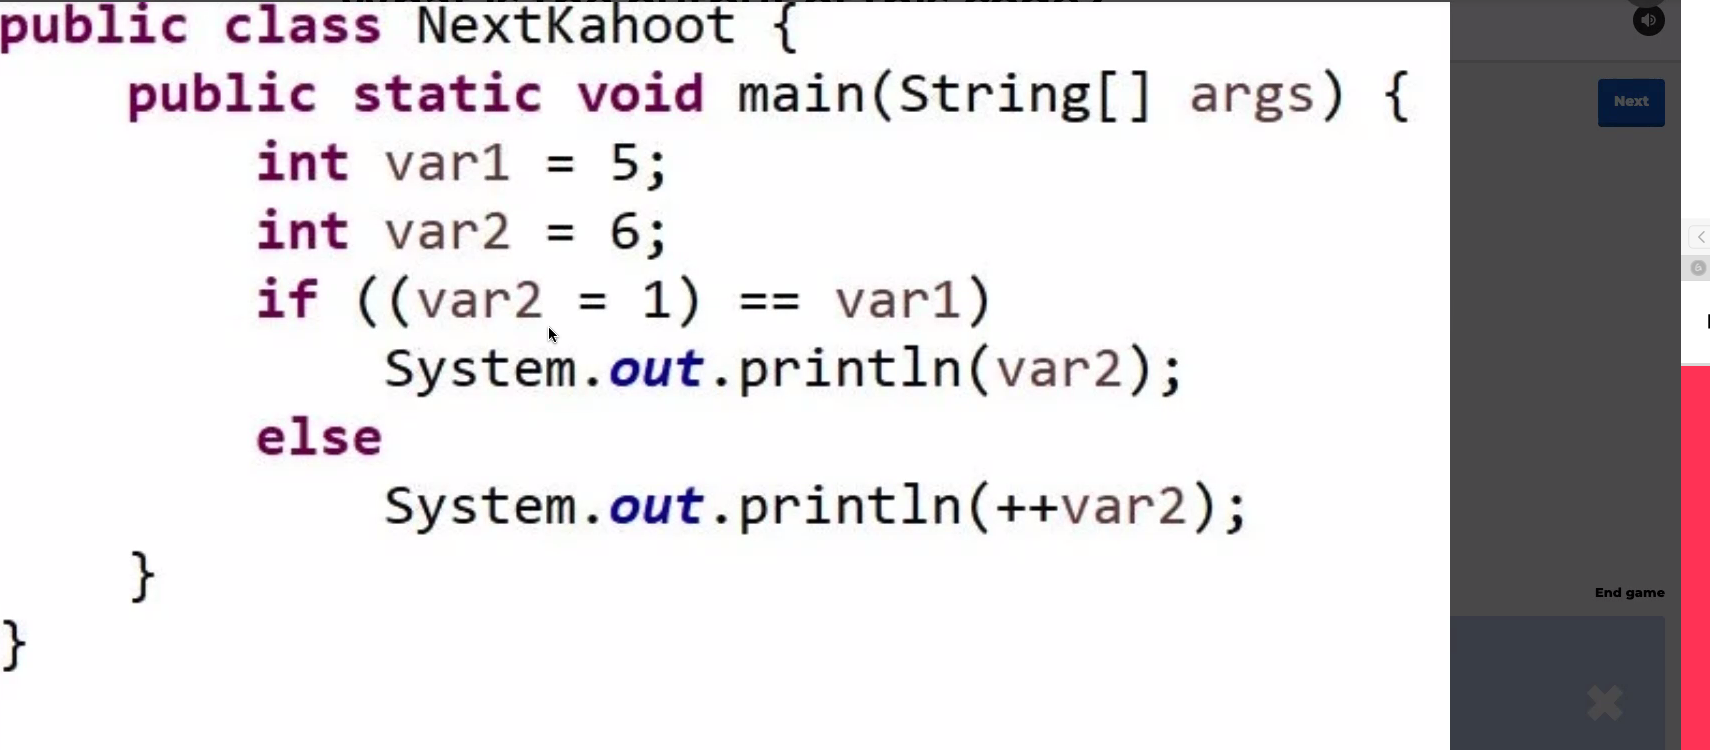 public class NextKahoot {
public static void main(String[] args) {
int var1 = 5;
int var2 = 6;
if ((var2 = 1) == var1)
System.out.println(var2);
else
System.out.println(++var2);
}
}
Next
End game